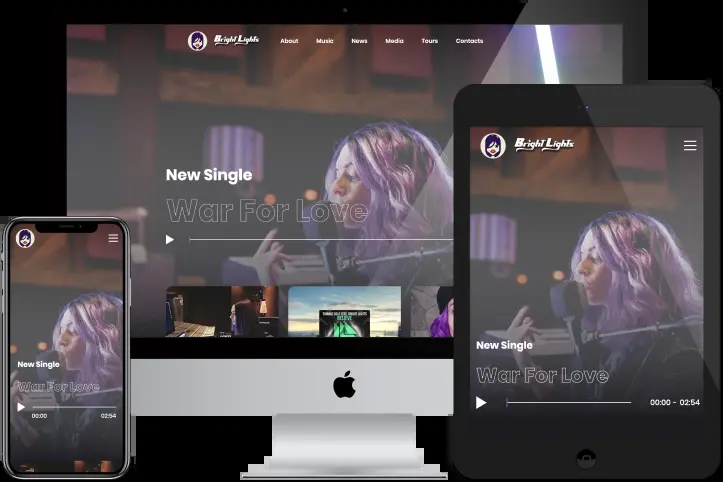 Bright Lights
About Music News Media Tours Contacts
New Single
War For Love
BELIEVE
Bright Lights
New Single
War For Love
00:00 - 02:54
New Single
War For Love
00:00 02:54